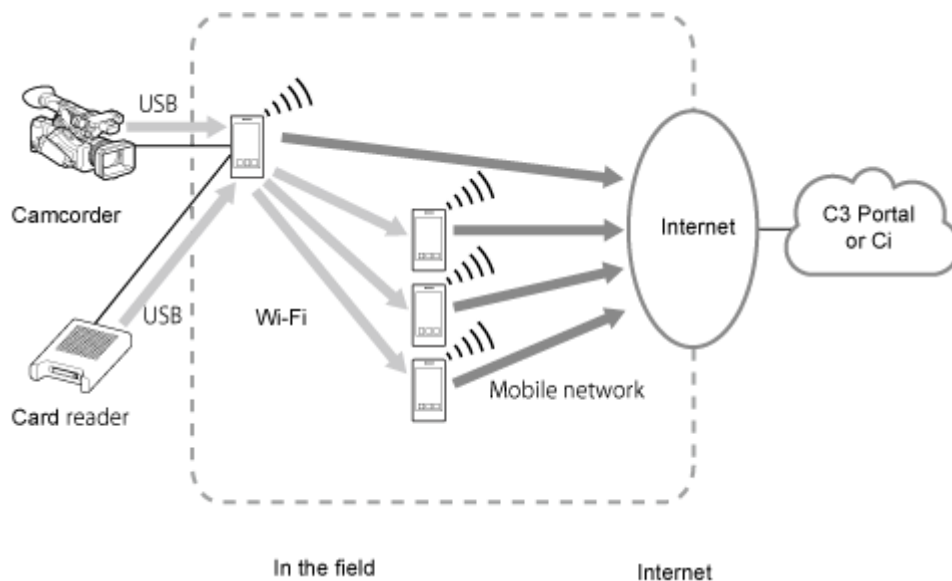 USB
Camcorder
USB
Card reader
Wi-Fi
Mobile network
Internet
C3 Portal
or Ci
In the field
Internet